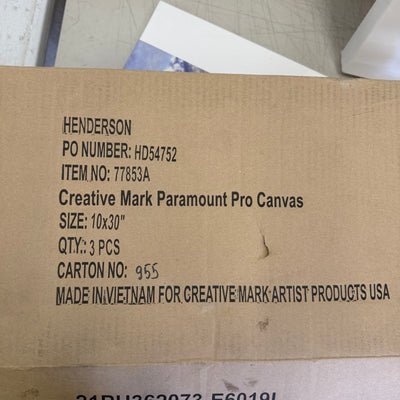 HENDERSON
PO NUMBER: HD54752
ITEM NO: 77853A
Creative Mark Paramount Pro Canvas
SIZE: 10x30"
QTY.: 3 PCS
CARTON NO: 955
MADE IN VIETNAM FOR CREATIVE MARK ARTIST PRODUCTS USA